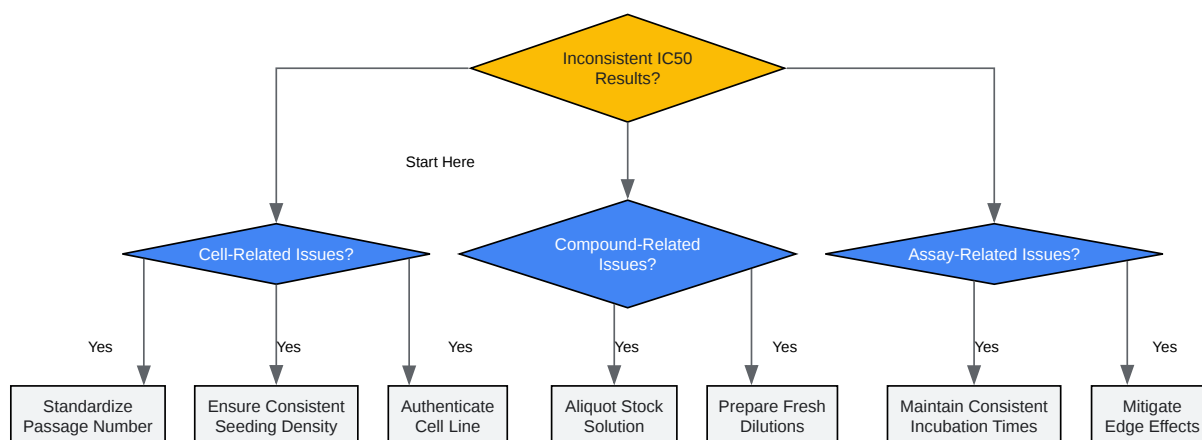 Inconsistent IC50
Results?
Start Here
Cell-Related Issues?
Compound-Related
Issues?
Assay-Related Issues?
Yes
Yes
Yes
Yes
Yes
Yes
Yes
Standardize
Passage Number
Ensure Consistent
Seeding Density
Authenticate
Cell Line
Aliquot Stock
Solution
Prepare Fresh
Dilutions
Maintain Consistent
Incubation Times
Mitigate
Edge Effects